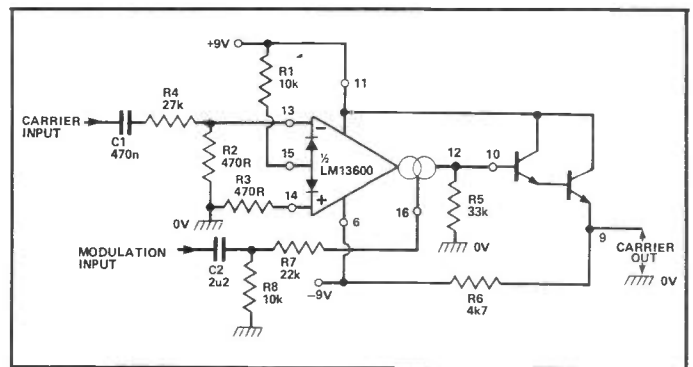 +9V
R1
10k
11
R4
27k
CARRIER
INPUT
C1
470n
13
−
R2
470R
15
½
LM13600
R3
470R
14
+
12
10
R5
33k
0V
16
6
0V
MODULATION
INPUT
C2
2u2
R7
22k
R8
10k
−9V
R6
4k7
9
CARRIER
OUT
0V